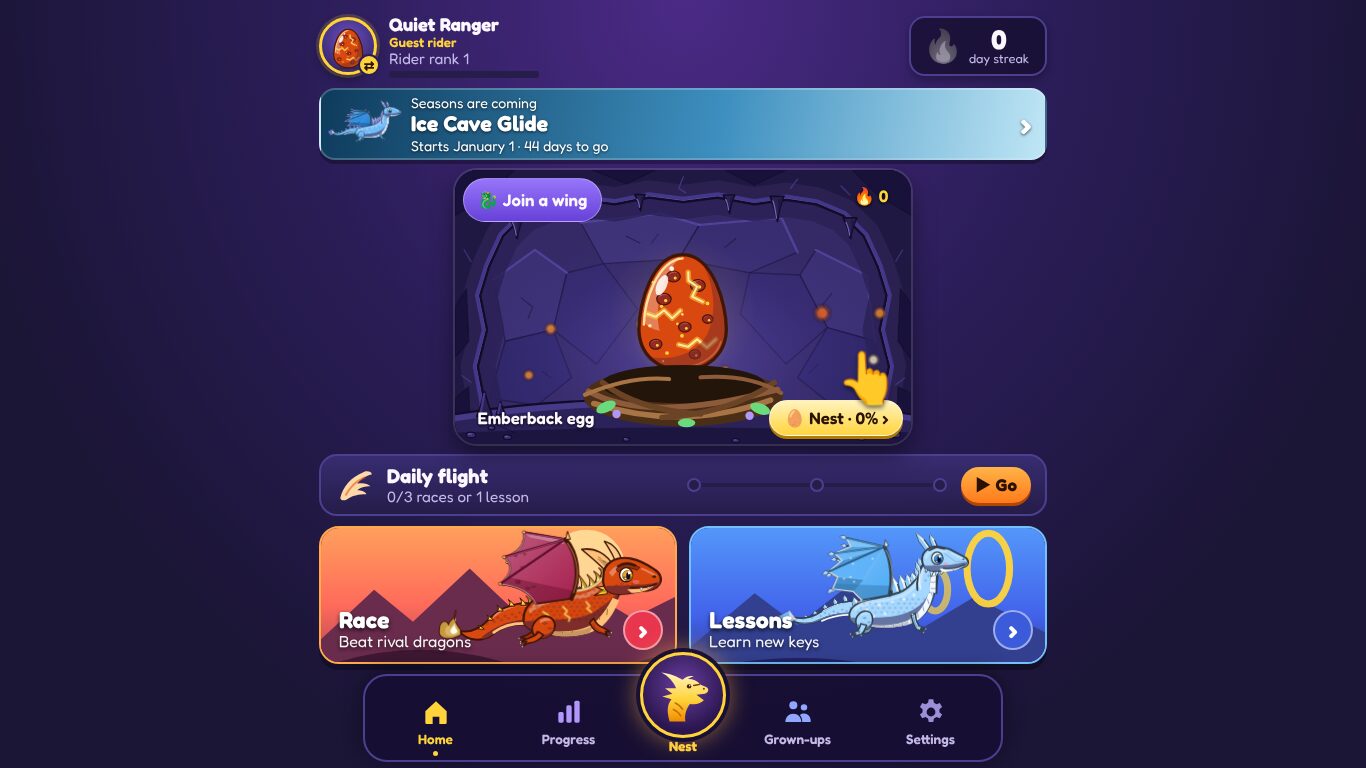 Quiet Ranger
Guest rider
Rider rank 1
0
day streak
Seasons are coming
Ice Cave Glide
Starts January 1 · 44 days to go
Join a wing
0
Emberback egg
Nest · 0% ›
Daily flight
0/3 races or 1 lesson
Go
Race
Beat rival dragons
Lessons
Learn new keys
Home
Progress
Nest
Grown-ups
Settings